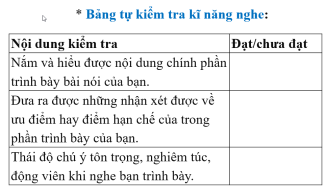 * Bảng tự kiểm tra kĩ năng nghe:
Nội dung kiểm tra Đạt/chưa đạt
Nắm và hiểu được nội dung chính phần
trình bày bài nói của bạn.
Đưa ra được những nhận xét được về
ưu điểm hay điểm hạn chế của trong
phần trình bày của bạn.
Thái độ chú ý tôn trọng, nghiêm túc,
động viên khi nghe bạn trình bày.